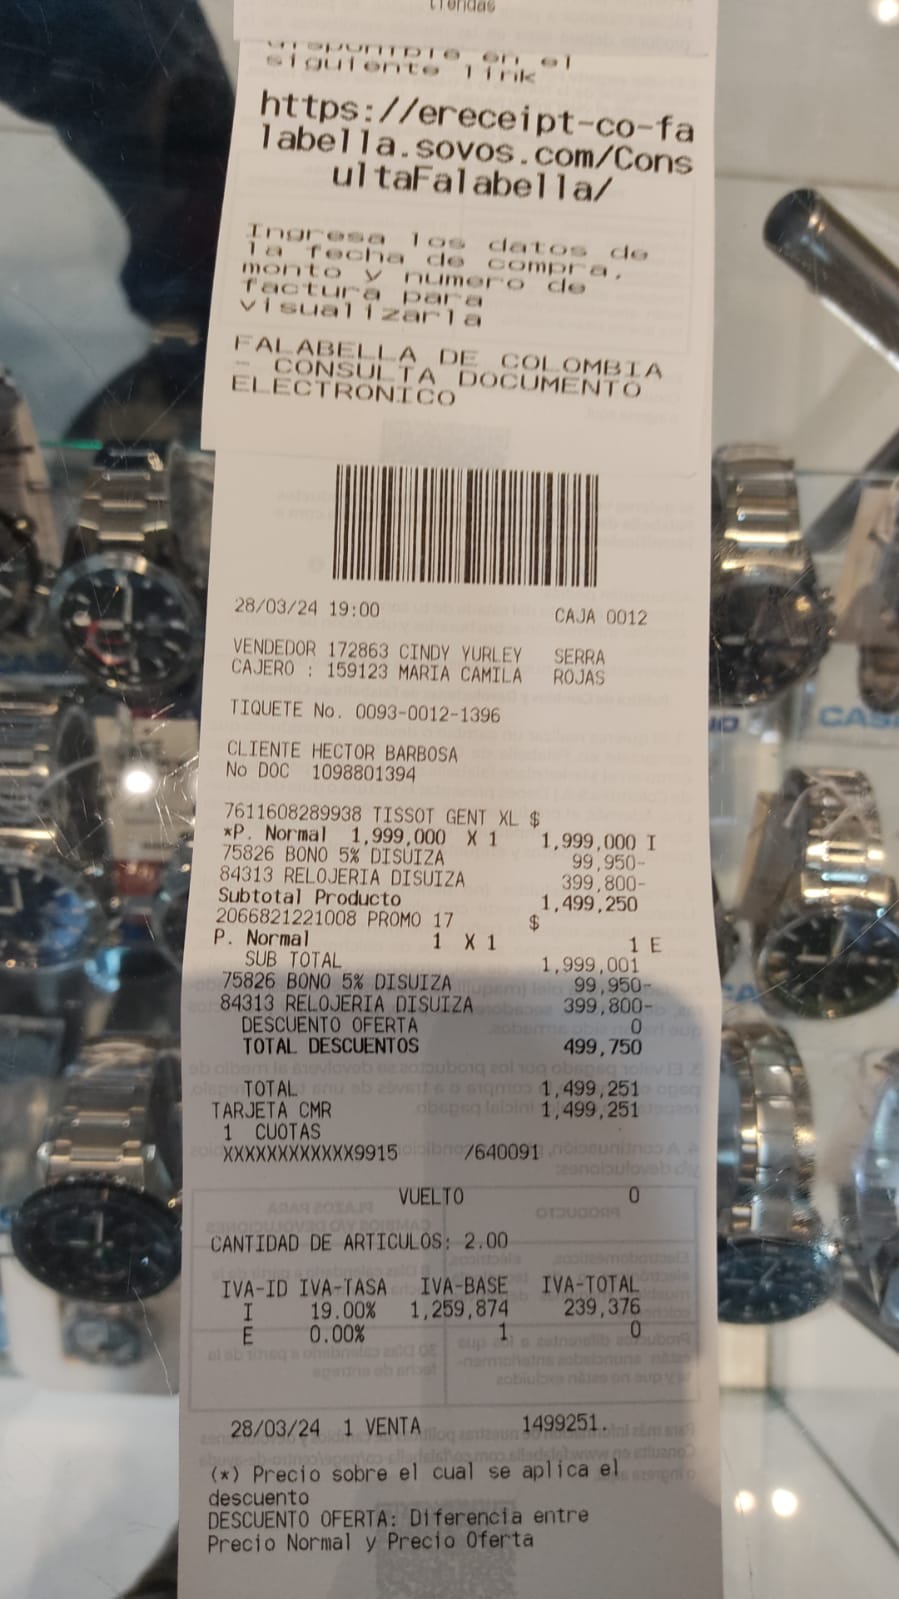 tiendas
disponible en el
siguiente link
https://ereceipt-co-fa
labella.sovos.com/Cons
ultaFalabella/
Ingresa los datos de
la fecha de compra,
monto y numero de
factura para
visualizarla
FALABELLA DE COLOMBIA
- CONSULTA DOCUMENTO
ELECTRONICO
28/03/24 19:00 CAJA 0012
VENDEDOR 172863 CINDY YURLEY SERRA
CAJERO : 159123 MARIA CAMILA ROJAS
TIQUETE No. 0093-0012-1396
CLIENTE HECTOR BARBOSA
No DOC 1098801394
7611608289938 TISSOT GENT XL $
*P. Normal 1,999,000 X 1 1,999,000 I
75826 BONO 5% DISUIZA 99,950-
84313 RELOJERIA DISUIZA 399,800-
Subtotal Producto 1,499,250
2066821221008 PROMO 17 $
P. Normal 1 X 1 1 E
SUB TOTAL 1,999,001
75826 BONO 5% DISUIZA 99,950-
84313 RELOJERIA DISUIZA 399,800-
DESCUENTO OFERTA 0
TOTAL DESCUENTOS 499,750
TOTAL 1,499,251
TARJETA CMR 1,499,251
1 CUOTAS
XXXXXXXXXXXX9915 /640091
VUELTO 0
CANTIDAD DE ARTICULOS: 2.00
IVA-ID IVA-TASA IVA-BASE IVA-TOTAL
I 19.00% 1,259,874 239,376
E 0.00% 1 0
28/03/24 1 VENTA 1499251.
(*) Precio sobre el cual se aplica el
descuento
DESCUENTO OFERTA: Diferencia entre
Precio Normal y Precio Oferta
CASIO